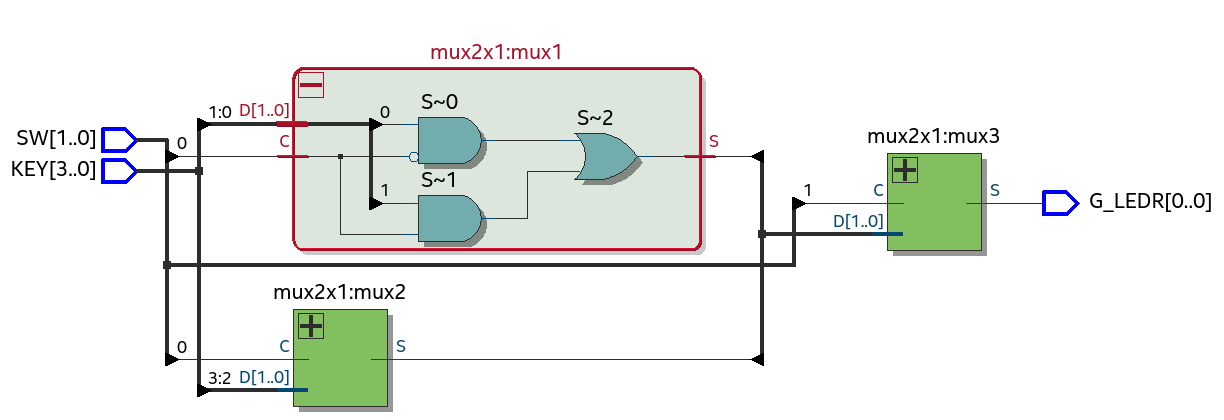 mux2x1:mux1
1:0 D[1..0]
0
S~0
S~2
SW[1..0]
0
C
S
KEY[3..0]
S~1
1
mux2x1:mux3
1
C
S
G_LEDR[0..0]
D[1..0]
mux2x1:mux2
0
C
S
3:2 D[1..0]